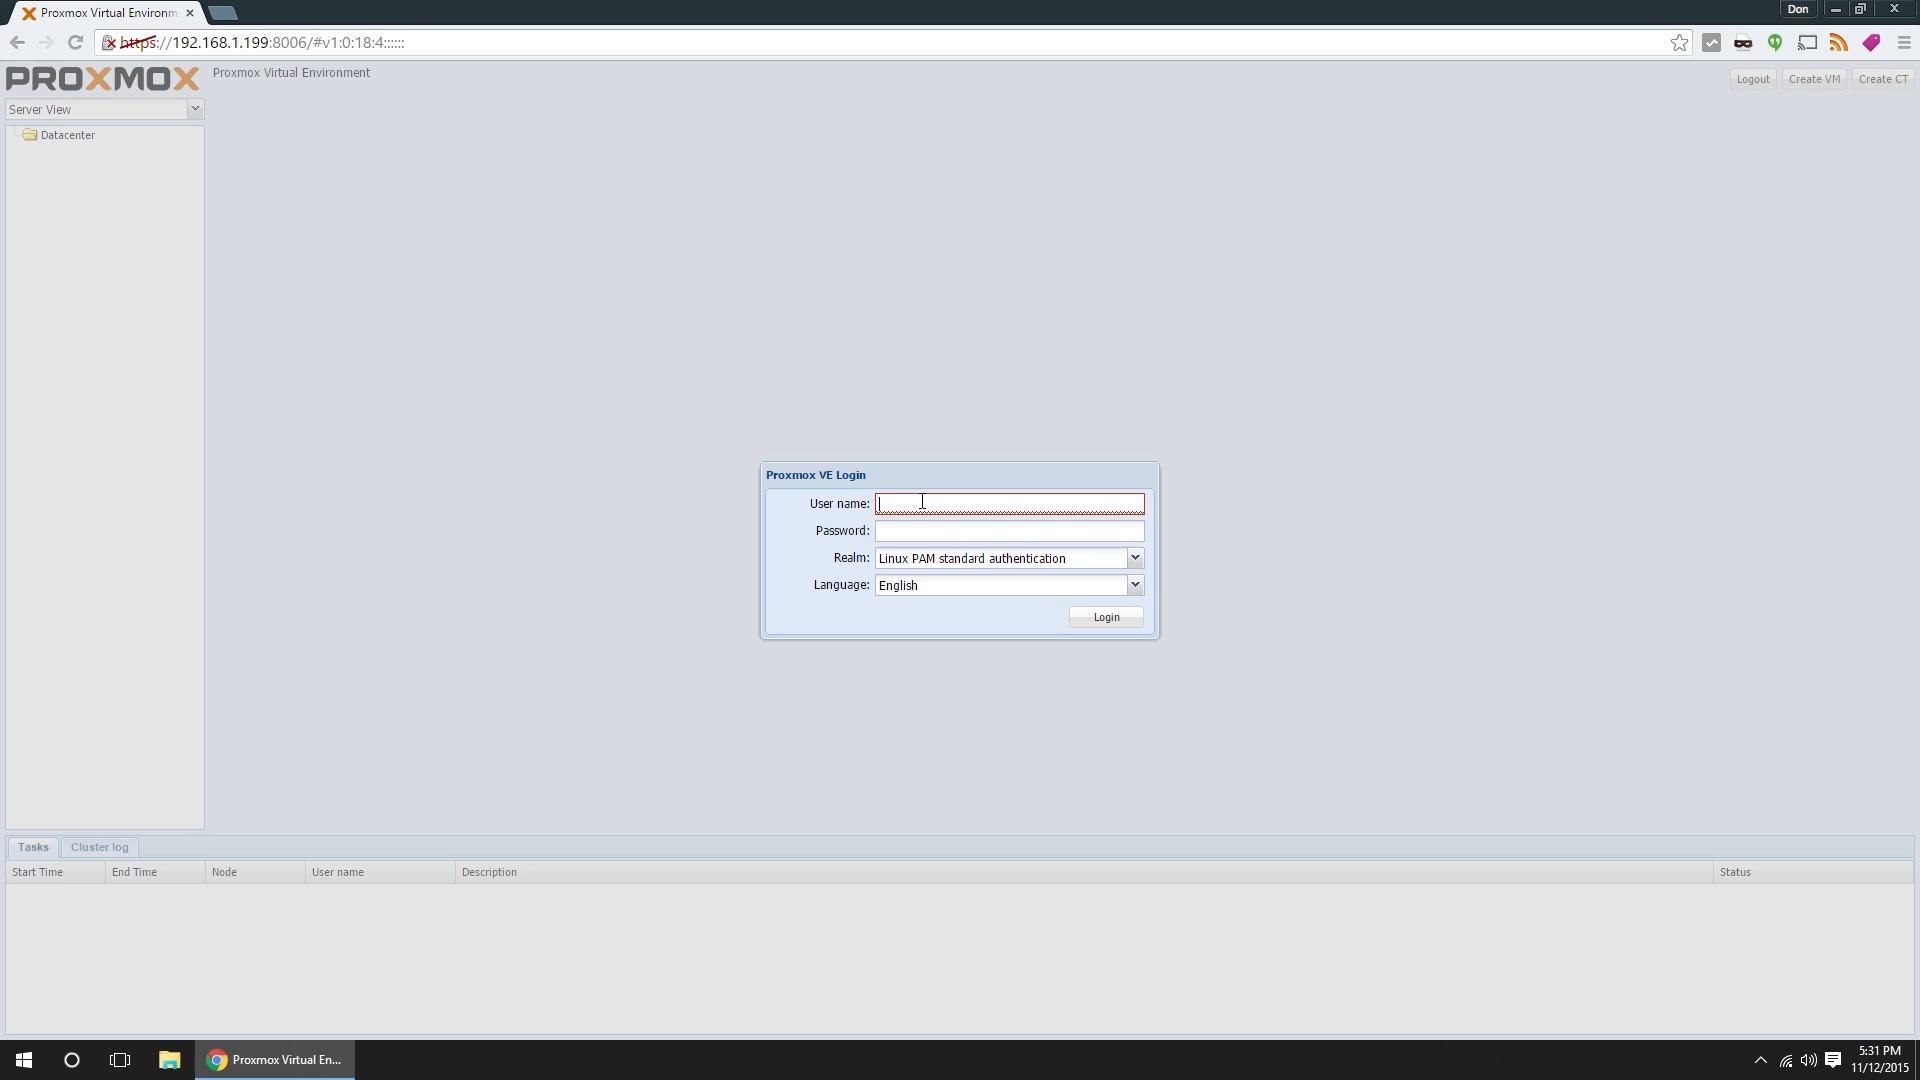 Proxmox Virtual Environm
Don
https://192.168.1.199:8006/#v1:0:18:4::::::
PROXMOX
Proxmox Virtual Environment
Logout
Create VM
Create CT
Server View
Datacenter
Proxmox VE Login
User name:
Password:
Realm:
Linux PAM standard authentication
Language:
English
Login
Tasks
Cluster log
Start Time
End Time
Node
User name
Description
Status
Proxmox Virtual En...
5:31 PM
11/12/2015